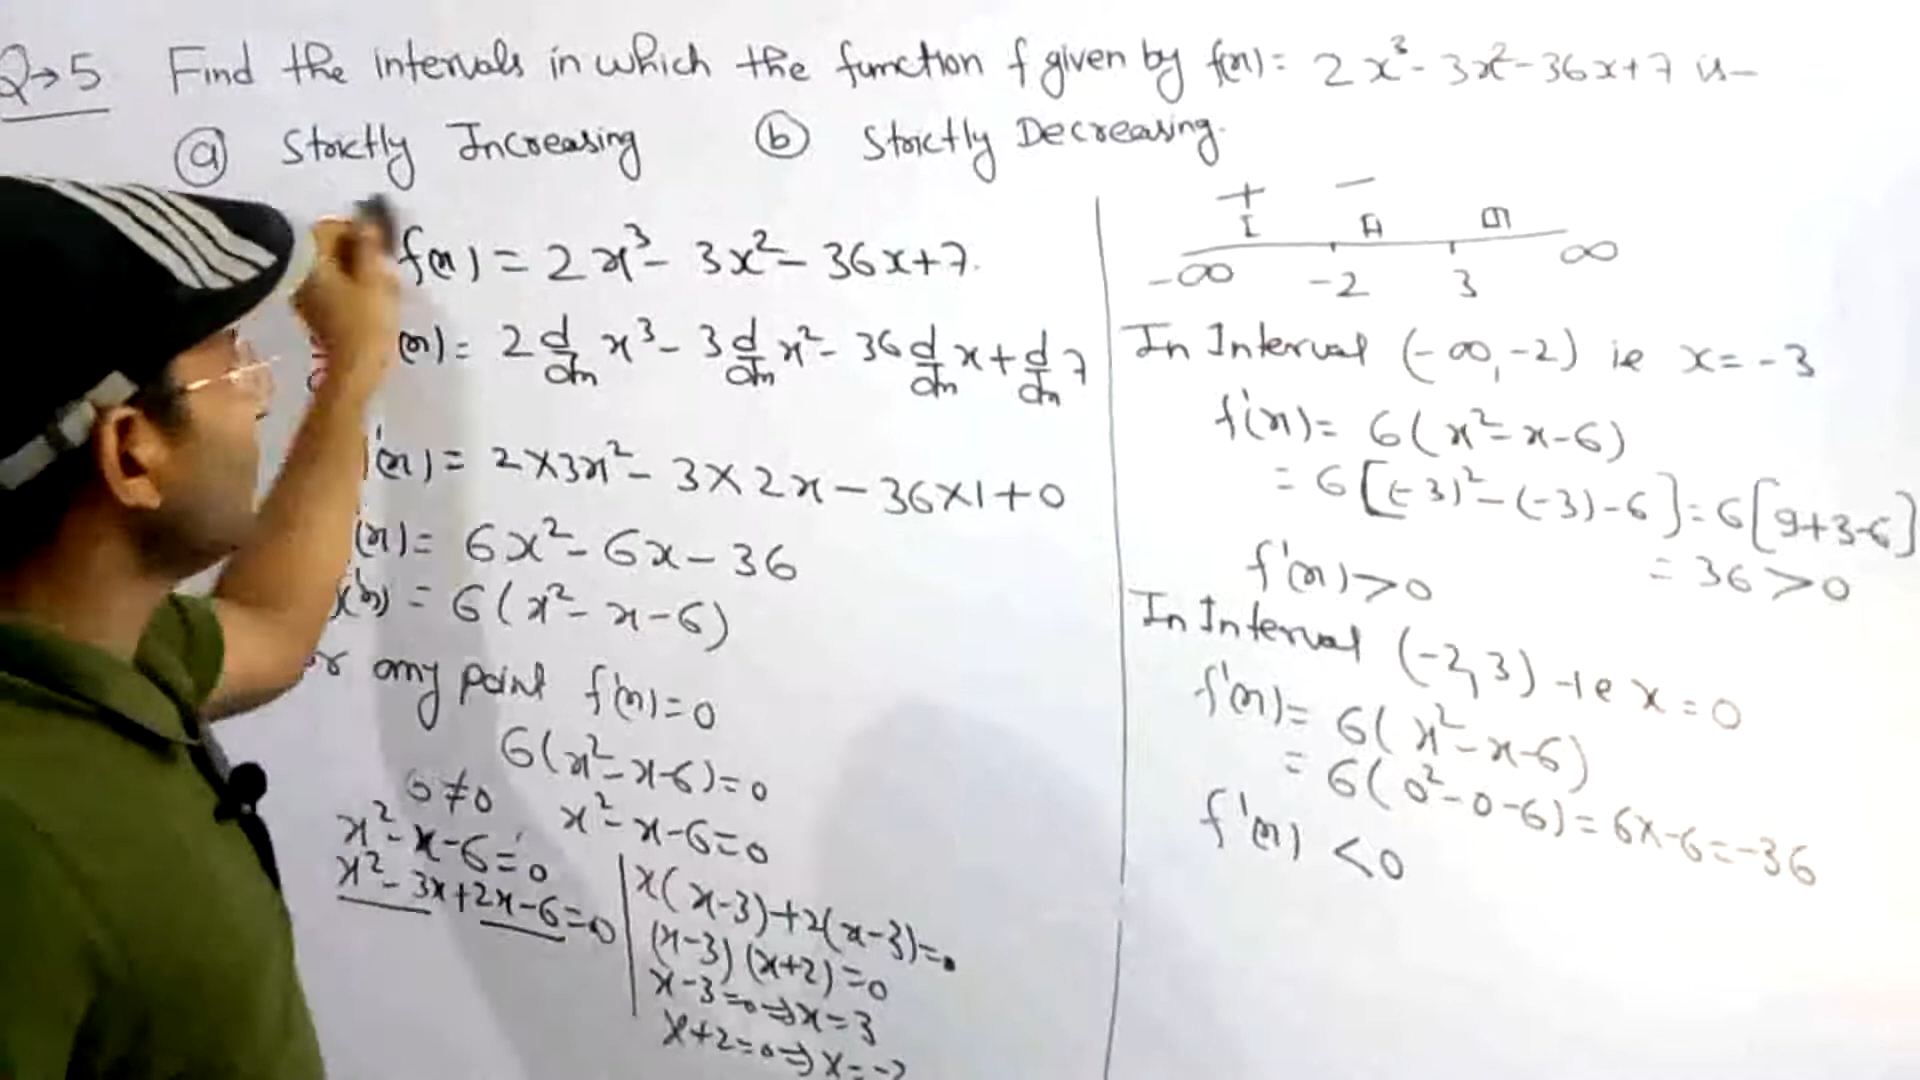 Q→5 Find the intervals in which the function f given by f(x) = 2x³ - 3x² - 36x + 7 is –
(a) Strictly Increasing (b) Strictly Decreasing.
f(x) = 2x³ - 3x² - 36x + 7.
(x) = 2 d/dx x³ - 3 d/dx x² - 36 d/dx x + d/dx 7
'(x) = 2×3x² - 3×2x - 36×1 + 0
'(x) = 6x² - 6x - 36
'(x) = 6(x² - x - 6)
or any point f'(x) = 0
6(x² - x - 6) = 0
6 ≠ 0 x² - x - 6 = 0
x² - x - 6 = 0
x² - 3x + 2x - 6 = 0
x(x-3) + 2(x-3) = 0
(x-3) (x+2) = 0
x - 3 = 0 ⇒ x = 3
x + 2 = 0 ⇒ x = -2
+ –
I II III
-∞ -2 3 ∞
In Interval (-∞, -2) ie x = -3
f'(x) = 6(x² - x - 6)
= 6[(-3)² - (-3) - 6] = 6[9+3-6]
f'(x) > 0 = 36 > 0
In Interval (-2, 3) ie x = 0
f'(x) = 6(x² - x - 6)
= 6(0² - 0 - 6) = 6×-6 = -36
f'(x) < 0